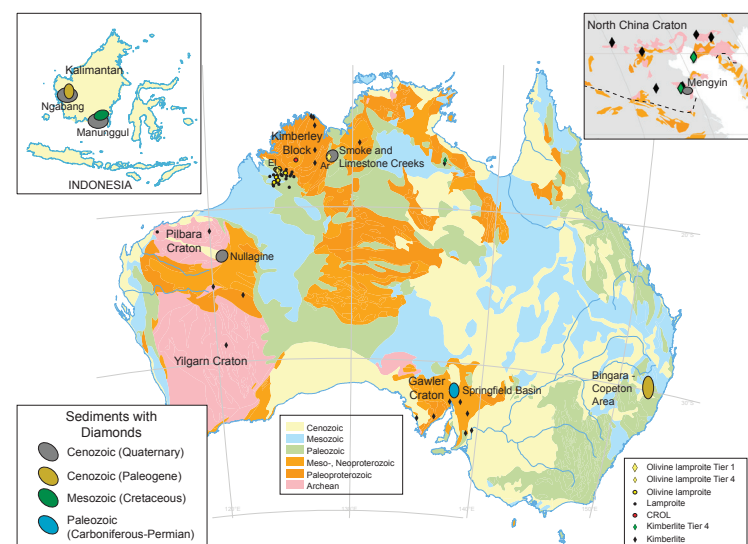 North China Craton
Mengyin
Kalimantan
Ngabang
Manunggul
INDONESIA
Kimberley
Block
El
Ar
Smoke and
Limestone Creeks
Pilbara
Craton
Nullagine
Yilgarn Craton
Gawler
Craton
Springfield Basin
Bingara -
Copeton
Area
Sediments with
Diamonds
Cenozoic (Quaternary)
Cenozoic (Paleogene)
Mesozoic (Cretaceous)
Paleozoic
(Carboniferous-Permian)
Cenozoic
Mesozoic
Paleozoic
Meso-, Neoproterozoic
Paleoproterozoic
Archean
Olivine lamproite Tier 1
Olivine lamproite Tier 4
Olivine lamproite
Lamproite
CROL
Kimberlite Tier 4
Kimberlite